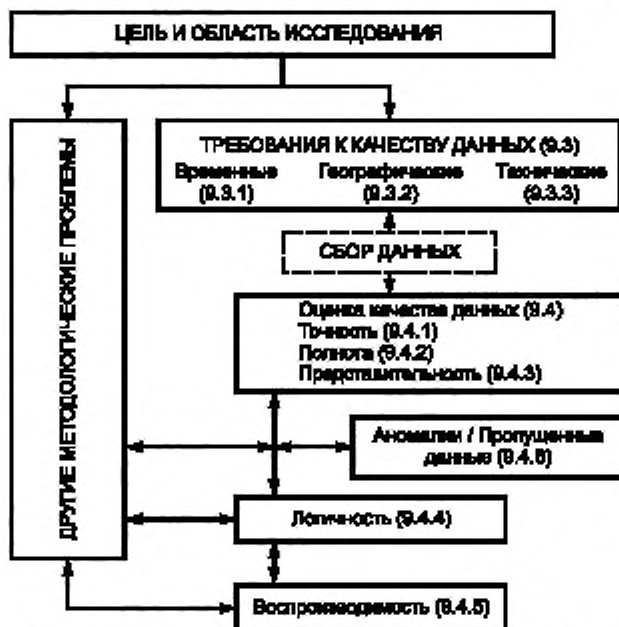 ЦЕЛЬ И ОБЛАСТЬ ИССЛЕДОВАНИЯ
ДРУГИЕ МЕТОДОЛОГИЧЕСКИЕ ПРОБЛЕМЫ
ТРЕБОВАНИЯ К КАЧЕСТВУ ДАННЫХ (9.3)
Временные Географические Технические
(9.3.1) (9.3.2) (9.3.3)
СБОР ДАННЫХ
Оценка качества данных (9.4)
Точность (9.4.1)
Полнота (9.4.2)
Представительность (9.4.3)
Аномалии / Пропущенные
данные (9.4.6)
Логичность (9.4.4)
Воспроизводимость (9.4.5)